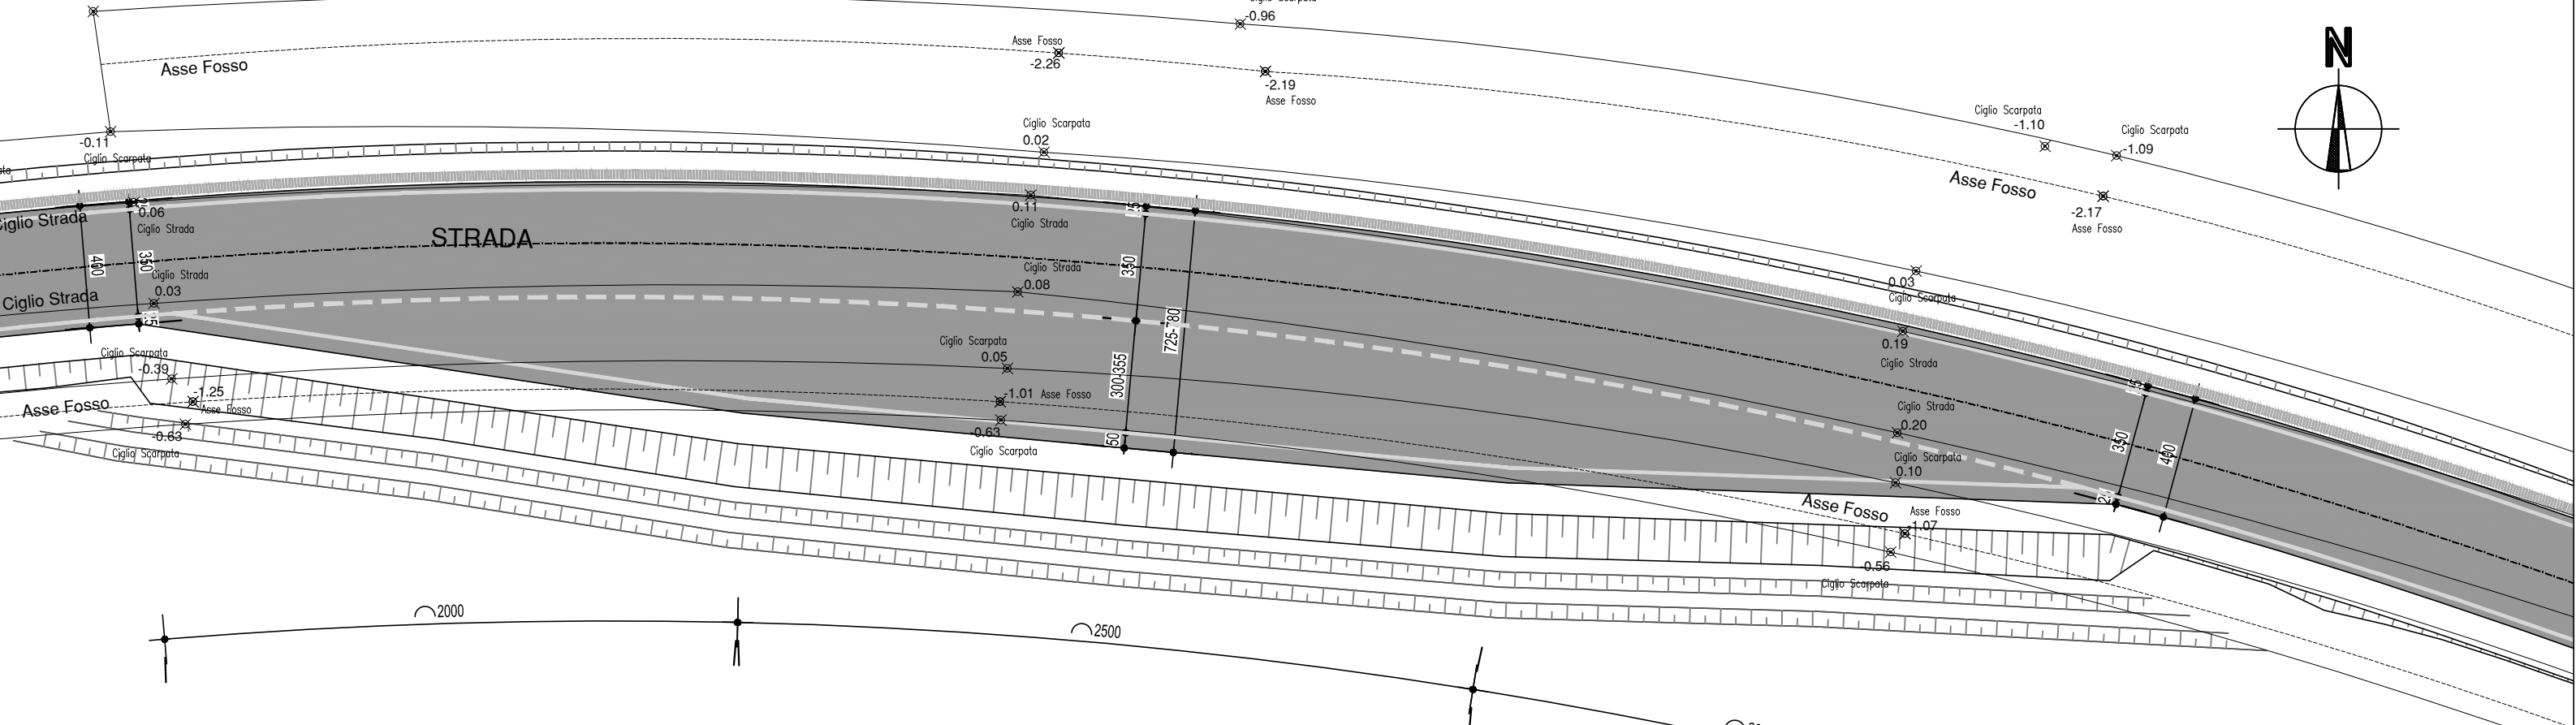 -0.96
N
Asse Fosso
-2.26
Asse Fosso
-2.19
Asse Fosso
Ciglio Scarpata
-1.10
Ciglio Scarpata
-1.09
Ciglio Scarpata
0.02
-0.11
Ciglio Scarpata
Asse Fosso
-2.17
Asse Fosso
0.06
Ciglio Strada
Ciglio Strada
0.11
Ciglio Strada
STRADA
400
350
Ciglio Strada
0.03
Ciglio Strada
Ciglio Strada
0.08
350
725-780
0.03
Ciglio Scarpata
0.19
Ciglio Strada
Ciglio Scarpata
-0.39
-1.25
Asse Fosso
Asse Fosso
-0.63
Ciglio Scarpata
Ciglio Scarpata
0.05
-1.01 Asse Fosso
-0.63
Ciglio Scarpata
300-355
50
Ciglio Strada
0.20
Ciglio Scarpata
0.10
350
400
Asse Fosso
Asse Fosso
-1.07
-0.56
Ciglio Scarpata
2000
2500